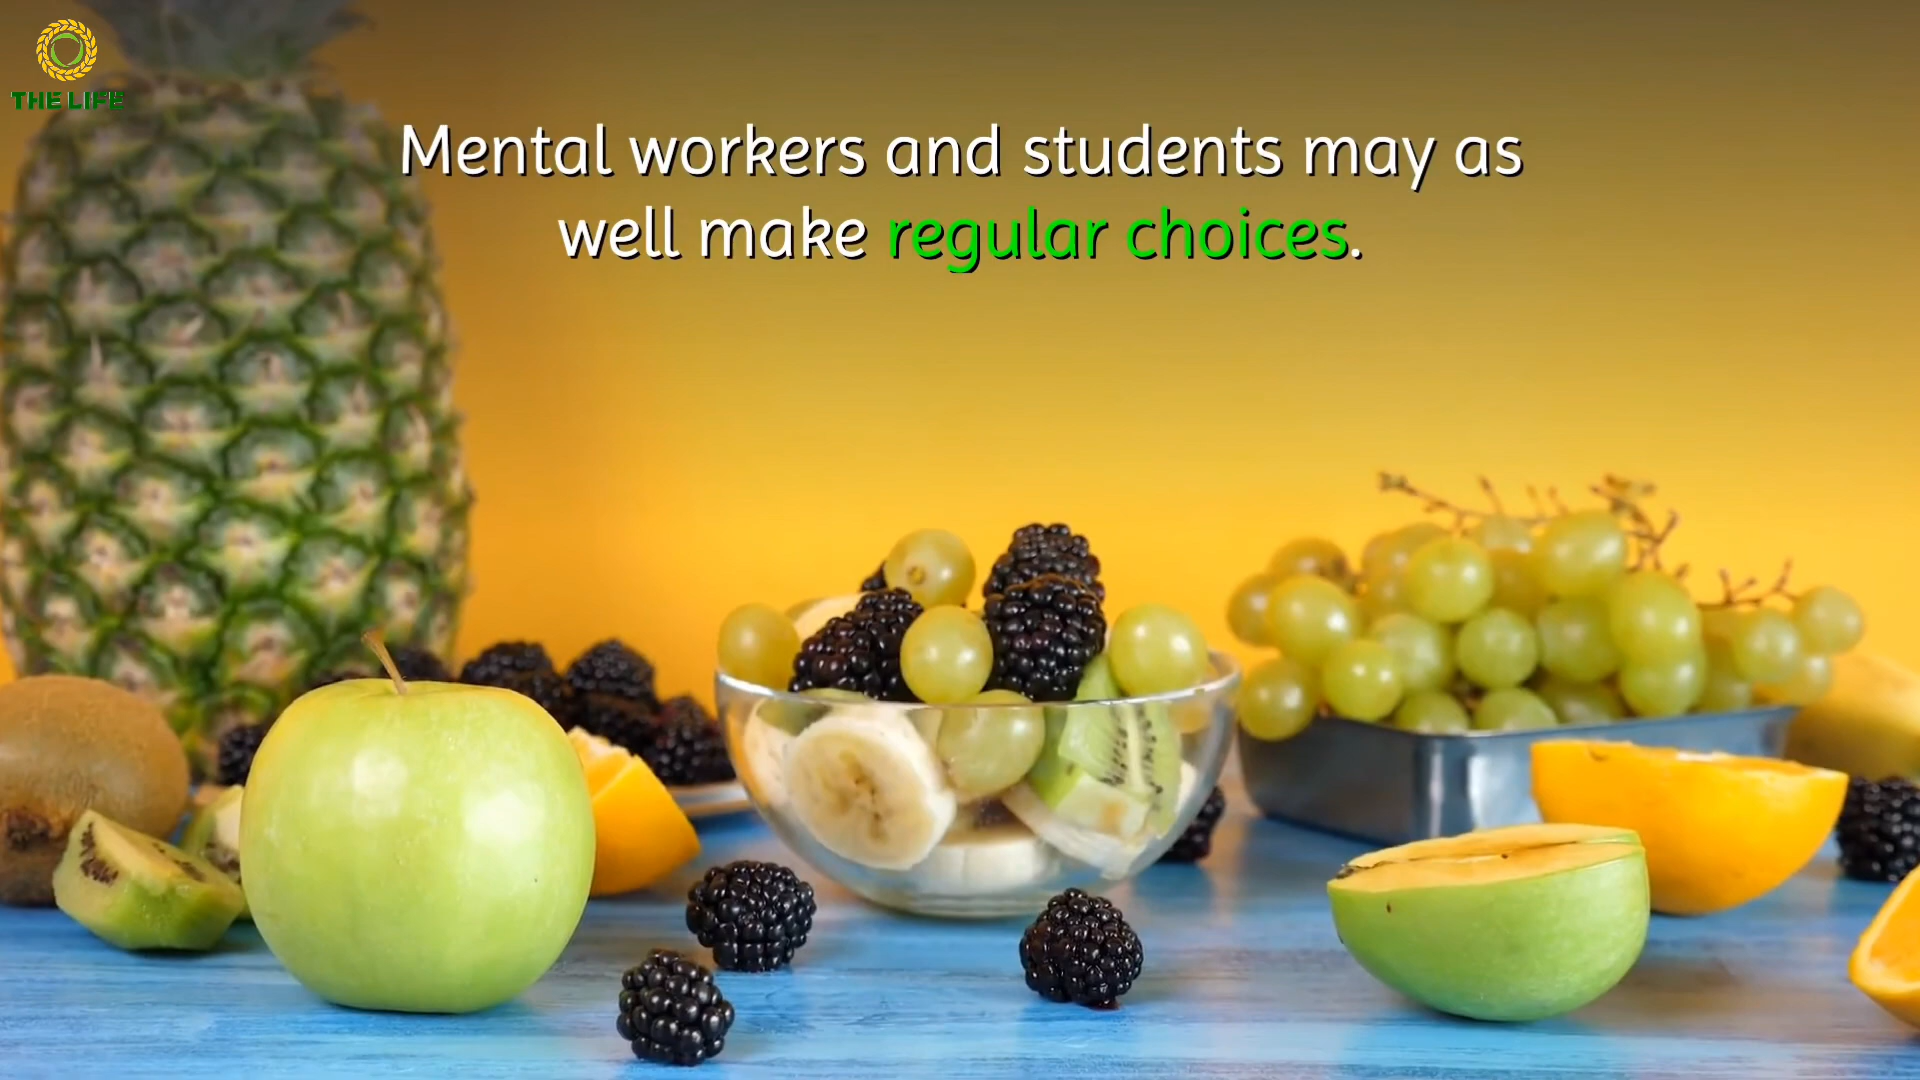 THE LIFE
Mental workers and students may as
well make regular choices.